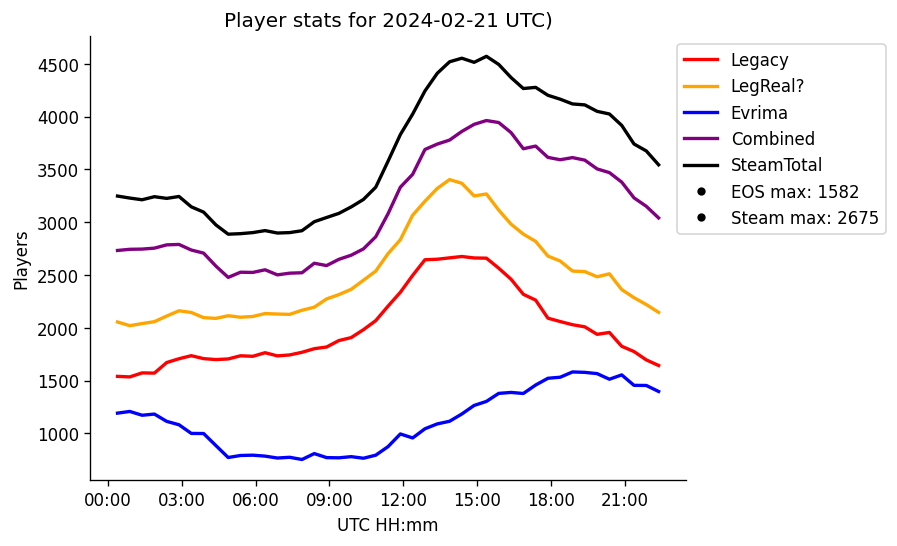 Player stats for 2024-02-21 UTC)
Players
4500
4000
3500
3000
2500
2000
1500
1000
00:00 03:00 06:00 09:00 12:00 15:00 18:00 21:00
UTC HH:mm
Legacy
LegReal?
Evrima
Combined
SteamTotal
EOS max: 1582
Steam max: 2675